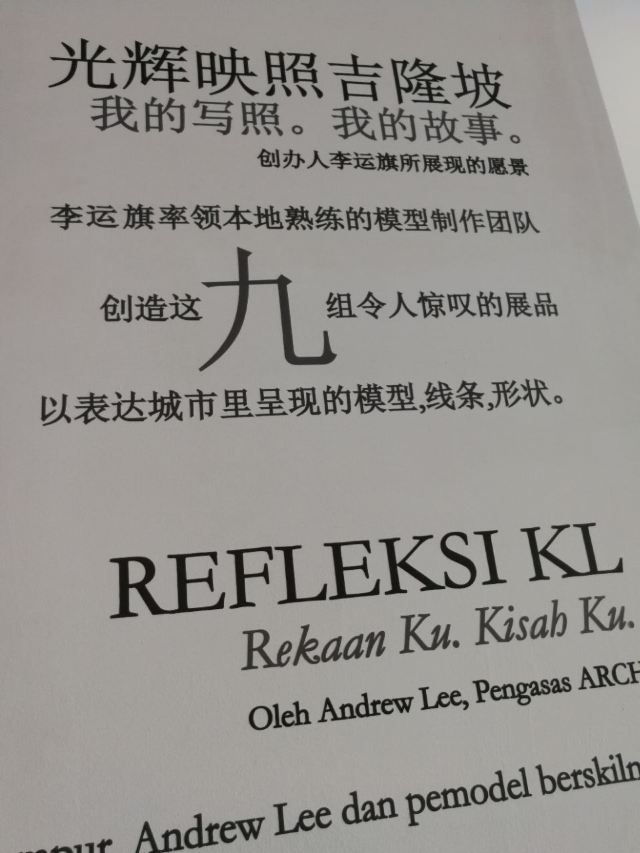 光辉映照吉隆坡
我的写照。我的故事。
创办人李运旗所展现的愿景
李运旗率领本地熟练的模型制作团队
创造这九组令人惊叹的展品
以表达城市里呈现的模型,线条,形状。
REFLEKSI KL
Rekaan Ku. Kisah Ku.
Oleh Andrew Lee, Pengasas ARCH
Andrew Lee dan pemodel